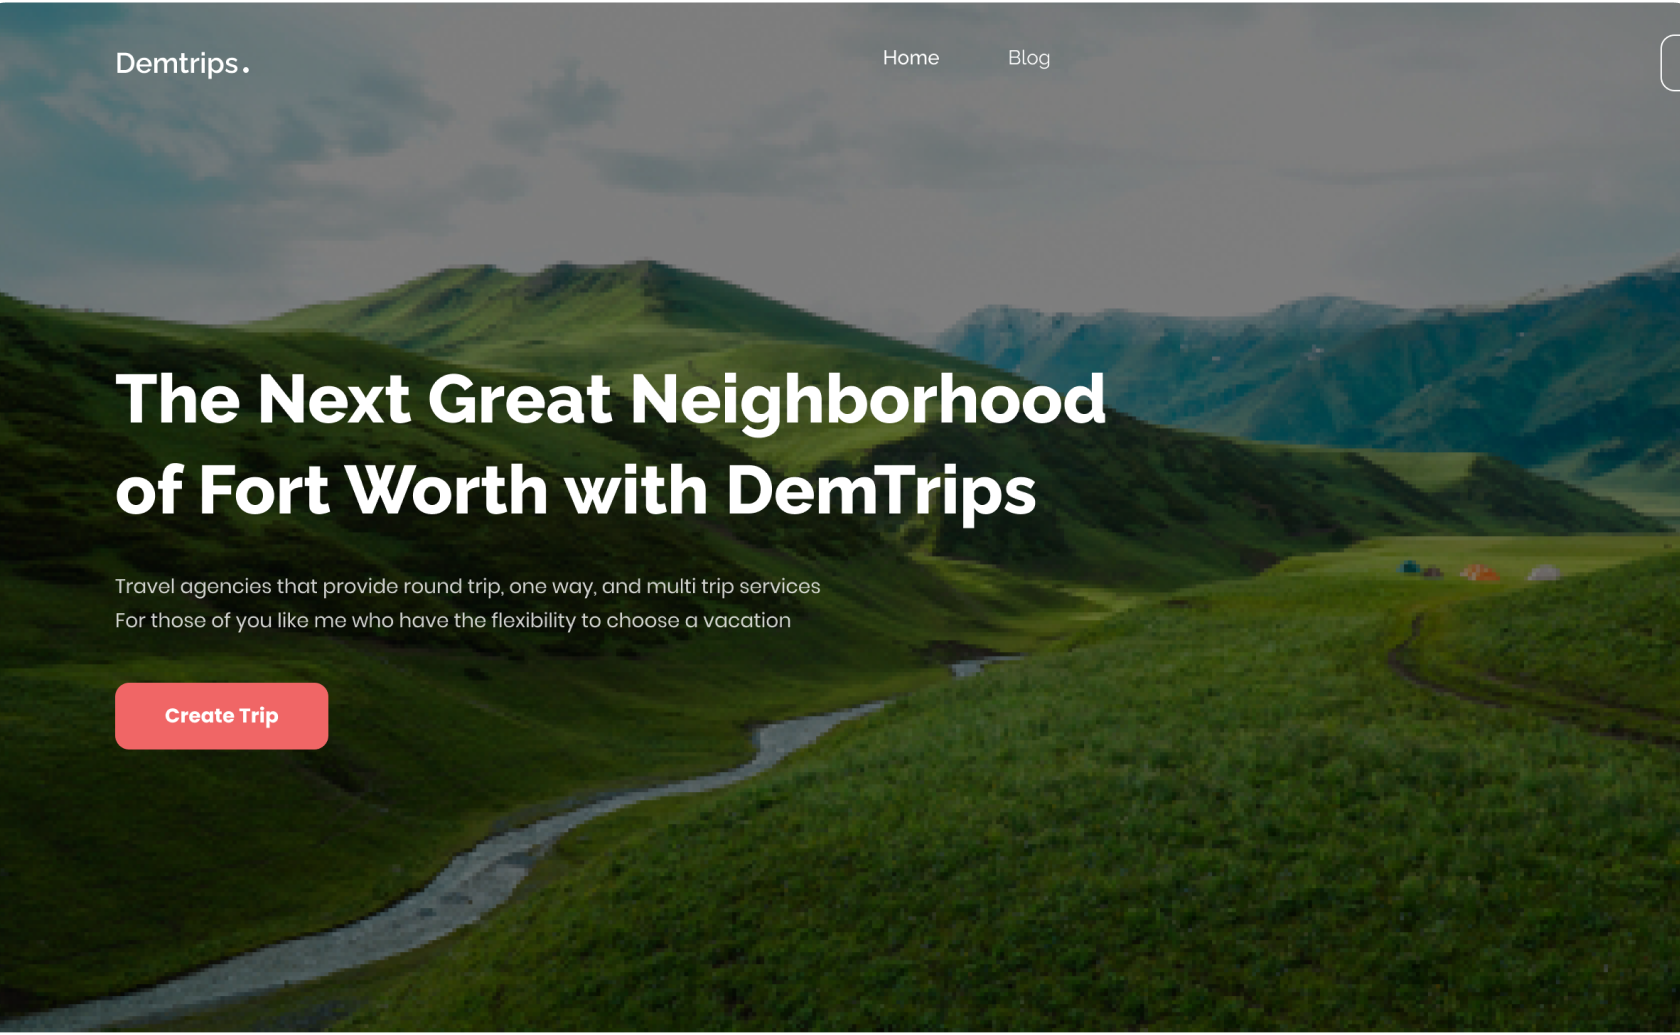 Demtrips.
Home
Blog
The Next Great Neighborhood
of Fort Worth with DemTrips
Travel agencies that provide round trip, one way, and multi trip services
For those of you like me who have the flexibility to choose a vacation
Create Trip